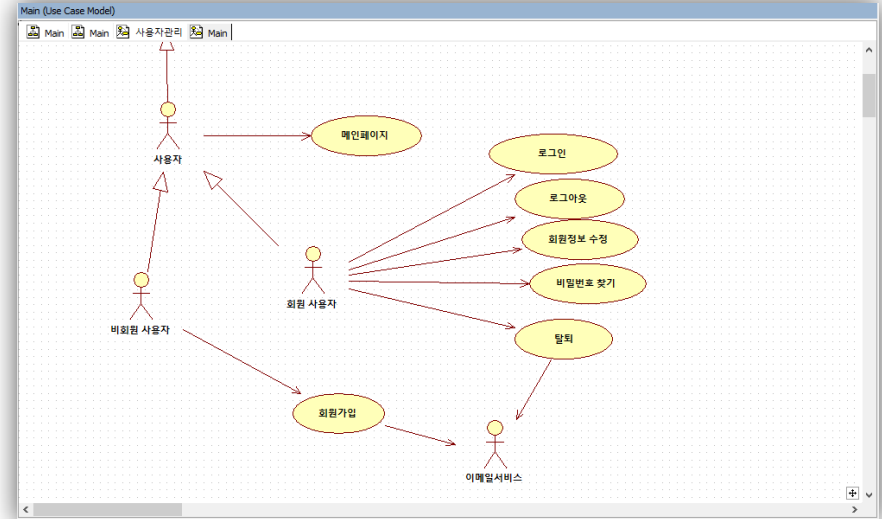 Main (Use Case Model)
Main Main 사용자관리 Main
사용자
메인페이지
로그인
로그아웃
회원정보 수정
비밀번호 찾기
탈퇴
회원 사용자
비회원 사용자
회원가입
이메일서비스